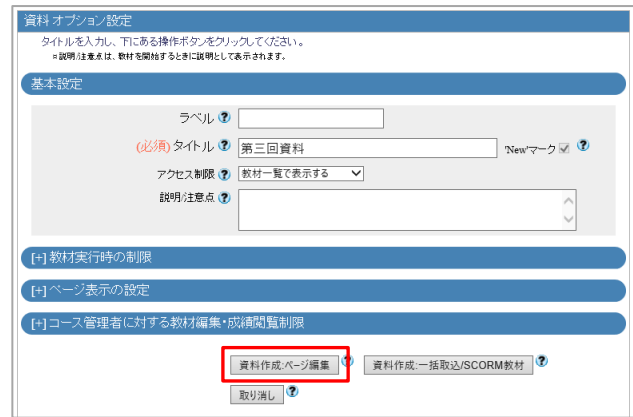 資料 オプション設定
タイトルを入力し、下にある操作ボタンをクリックしてください。
¤ 説明/注意点は、教材を開始するときに説明として表示されます。
基本設定
ラベル ?
(必須) タイトル ? 第三回資料 'New'マーク ?
アクセス制限 ? 教材一覧で表示する
説明/注意点 ?
[+] 教材実行時の制限
[+] ページ表示の設定
[+] コース管理者に対する教材編集・成績閲覧制限
資料作成:ページ編集 ? 資料作成:一括取込/SCORM教材 ?
取り消し ?